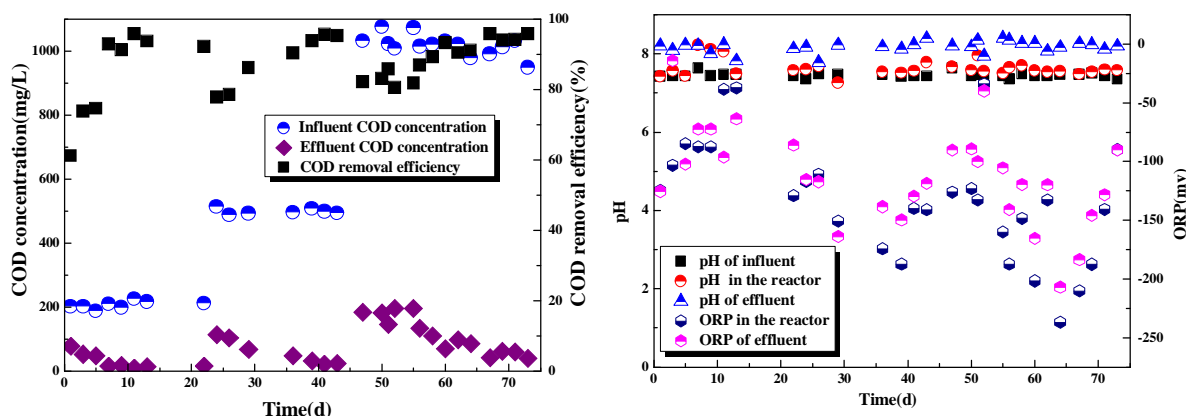 COD concentration(mg/L)
1000
800
600
400
200
0
Influent COD concentration
Effluent COD concentration
COD removal efficiency
100
80
60
40
20
0
COD removal efficiency(%)
0 10 20 30 40 50 60 70
Time(d)
pH
8
6
4
2
0
pH of influent
pH in the reactor
pH of effluent
ORP in the reactor
ORP of effluent
0
-50
-100
-150
-200
-250
ORP(mv)
0 10 20 30 40 50 60 70
Time(d)